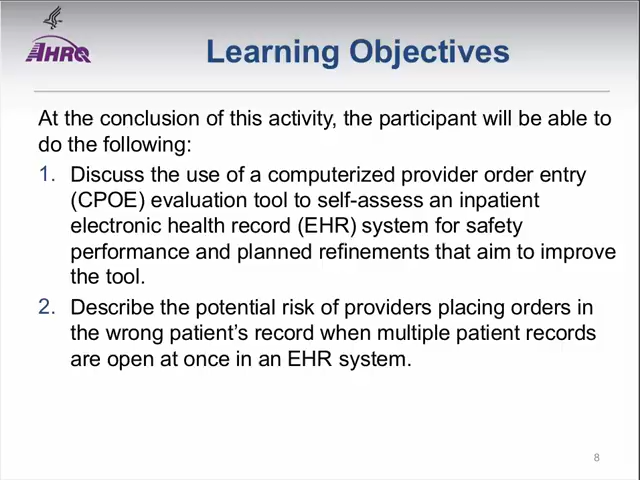 AHRQ
Learning Objectives
At the conclusion of this activity, the participant will be able to
do the following:
1. Discuss the use of a computerized provider order entry
(CPOE) evaluation tool to self-assess an inpatient
electronic health record (EHR) system for safety
performance and planned refinements that aim to improve
the tool.
2. Describe the potential risk of providers placing orders in
the wrong patient’s record when multiple patient records
are open at once in an EHR system.
8